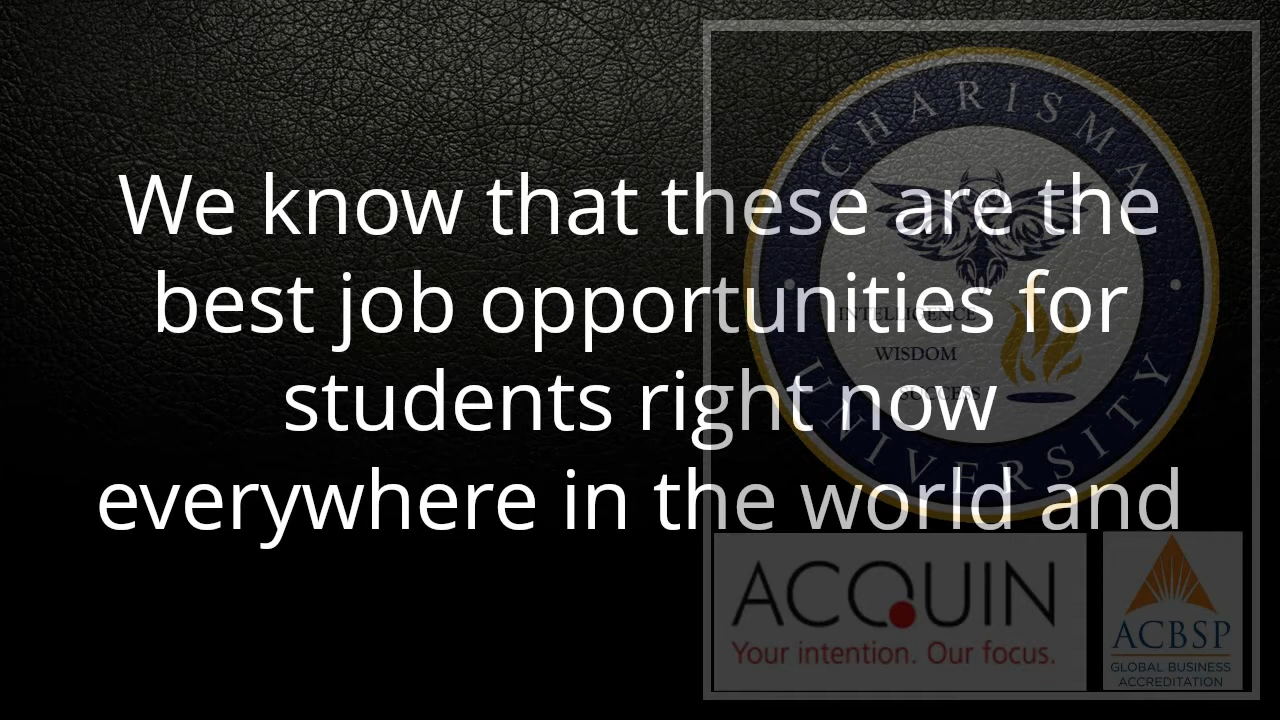 We know that these are the
best job opportunities for
students right now
everywhere in the world and
CHARISMA
UNIVERSITY
INTELLIGENCE
WISDOM
SUCCESS
ACQUIN
Your intention. Our focus.
ACBSP
GLOBAL BUSINESS
ACCREDITATION